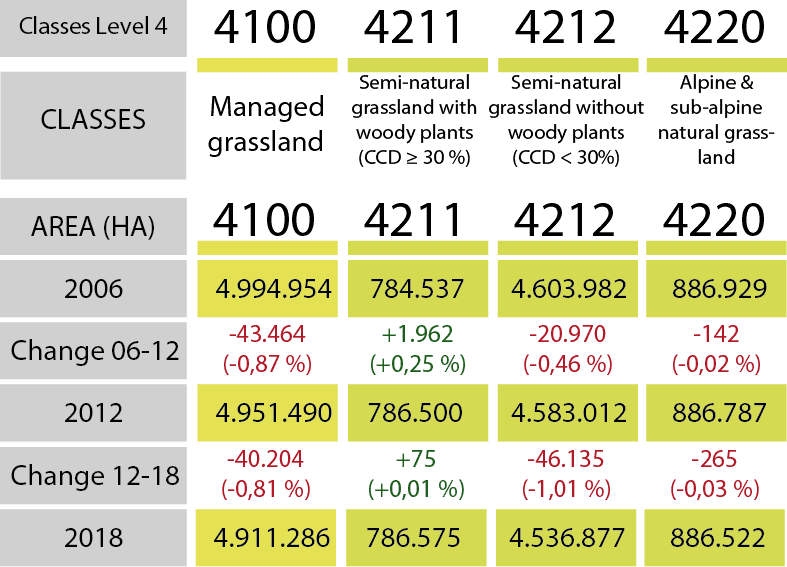 Classes Level 4 4100 4211 4212 4220
CLASSES
Managed
grassland
Semi-natural
grassland with
woody plants
(CCD ≥ 30 %)
Semi-natural
grassland without
woody plants
(CCD < 30%)
Alpine &
sub-alpine
natural grass-
land
AREA (HA) 4100 4211 4212 4220
2006 4.994.954 784.537 4.603.982 886.929
Change 06-12
-43.464 +1.962 -20.970 -142
(-0,87 %) (+0,25 %) (-0,46 %) (-0,02 %)
2012 4.951.490 786.500 4.583.012 886.787
Change 12-18
-40.204 +75 -46.135 -265
(-0,81 %) (+0,01 %) (-1,01 %) (-0,03 %)
2018 4.911.286 786.575 4.536.877 886.522